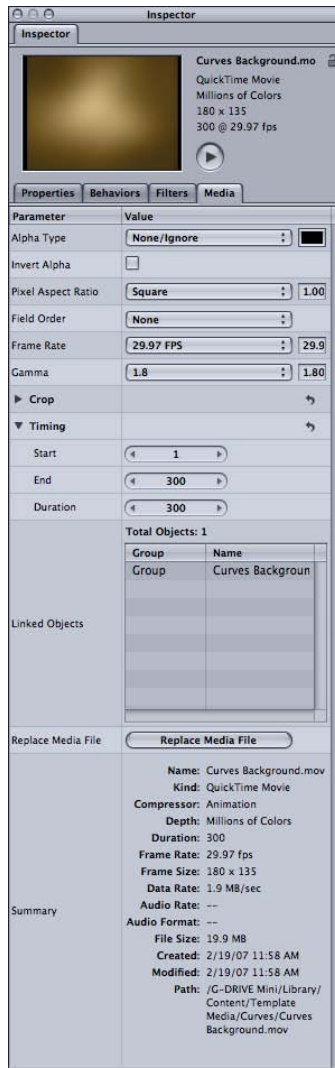 Inspector
Inspector
Curves Background.mo
QuickTime Movie
Millions of Colors
180 x 135
300 @ 29.97 fps
Properties Behaviors Filters Media
Parameter Value
Alpha Type None/Ignore
Invert Alpha
Pixel Aspect Ratio Square 1.00
Field Order None
Frame Rate 29.97 FPS 29.9
Gamma 1.8 1.80
Crop
Timing
Start 1
End 300
Duration 300
Total Objects: 1
Group Name
Group Curves Backgroun
Linked Objects
Replace Media File Replace Media File
Summary
Name: Curves Background.mov
Kind: QuickTime Movie
Compressor: Animation
Depth: Millions of Colors
Duration: 300
Frame Rate: 29.97 fps
Frame Size: 180 x 135
Data Rate: 1.9 MB/sec
Audio Rate: --
Audio Format: --
File Size: 19.9 MB
Created: 2/19/07 11:58 AM
Modified: 2/19/07 11:58 AM
Path: /G-DRIVE Mini/Library/
Content/Template
Media/Curves/Curves
Background.mov